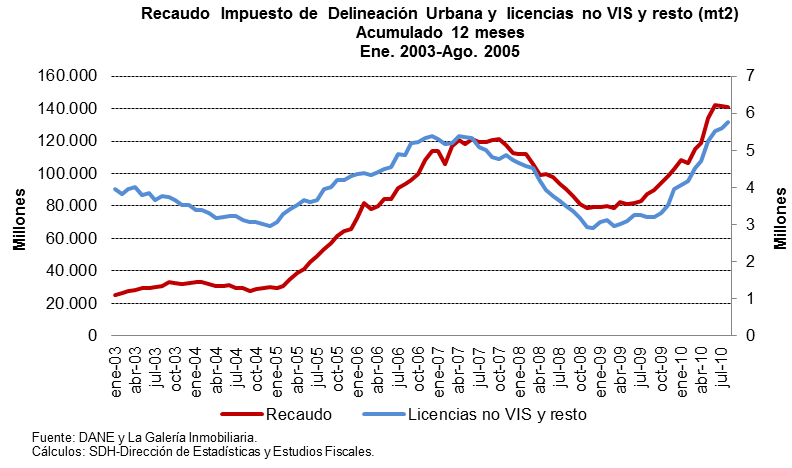 Recaudo Impuesto de Delineación Urbana y licencias no VIS y resto (mt2)
Acumulado 12 meses
Ene. 2003-Ago. 2005
160.000
140.000
120.000
100.000
80.000
60.000
40.000
20.000
0
Millones
7
6
5
4
3
2
1
0
Millones
ene-03
abr-03
jul-03
oct-03
ene-04
abr-04
jul-04
oct-04
ene-05
abr-05
jul-05
oct-05
ene-06
abr-06
jul-06
oct-06
ene-07
abr-07
jul-07
oct-07
ene-08
abr-08
jul-08
oct-08
ene-09
abr-09
jul-09
oct-09
ene-10
abr-10
jul-10
Recaudo
Licencias no VIS y resto
Fuente: DANE y La Galería Inmobiliaria.
Cálculos: SDH-Dirección de Estadísticas y Estudios Fiscales.